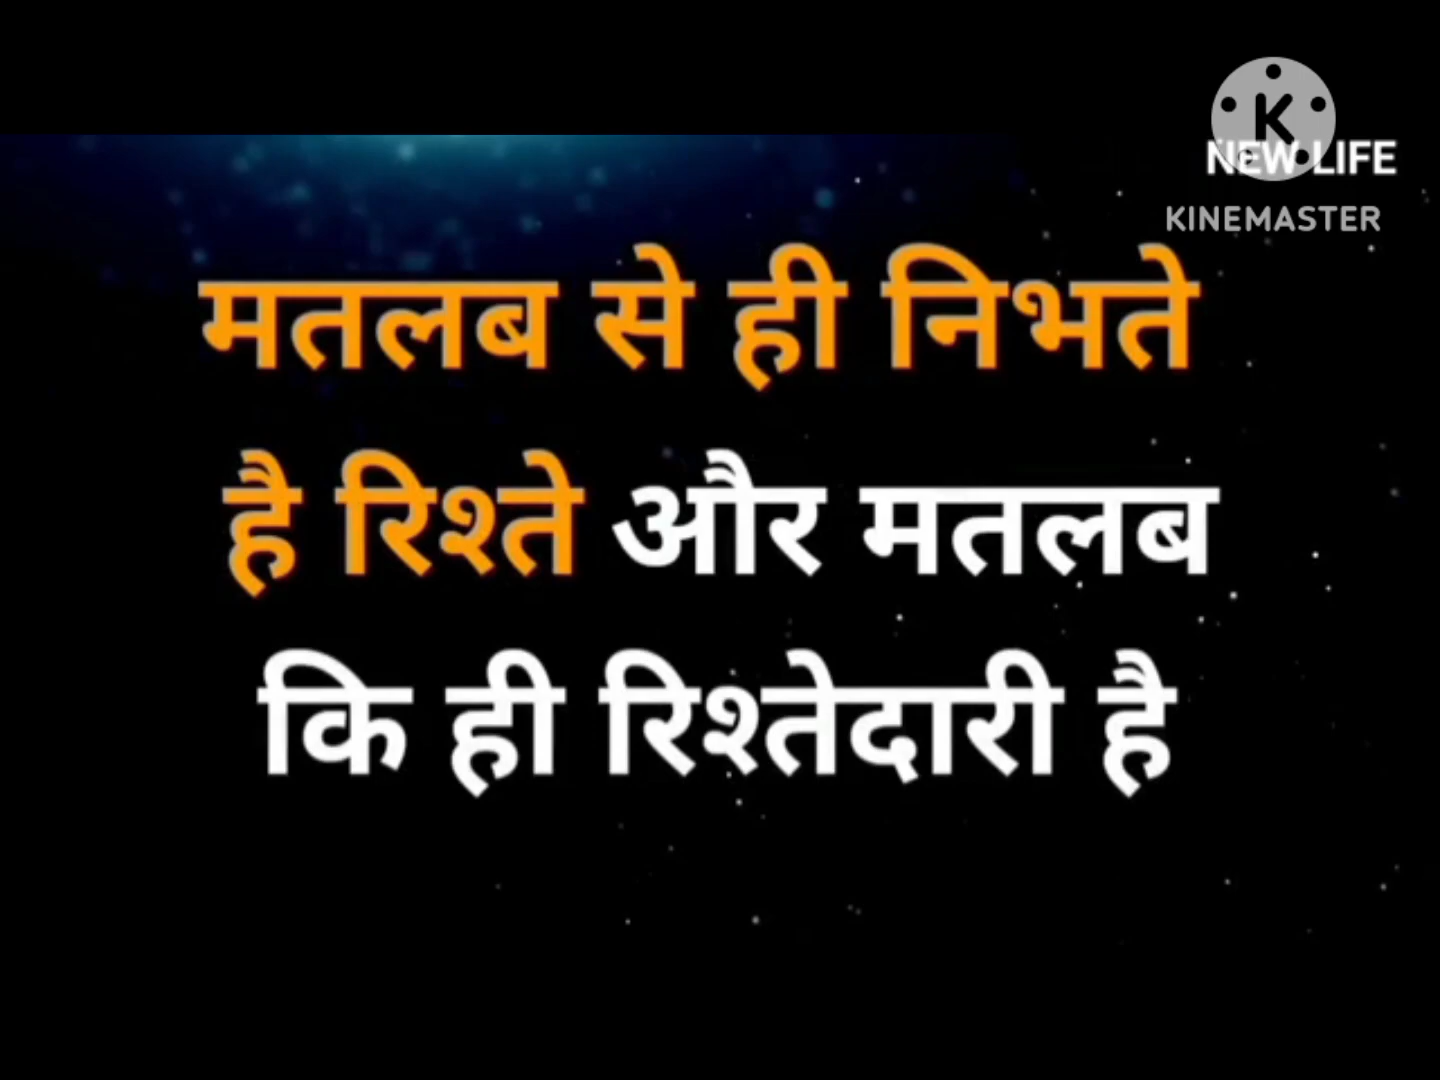 NEW LIFE
KINEMASTER
मतलब से ही निभते
है रिश्ते और मतलब
कि ही रिश्तेदारी है